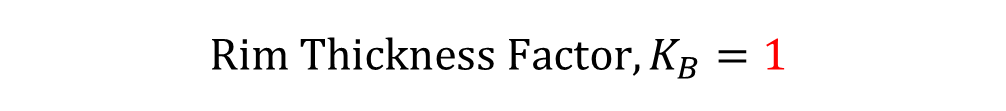 Rim Thickness Factor, K_B = 1